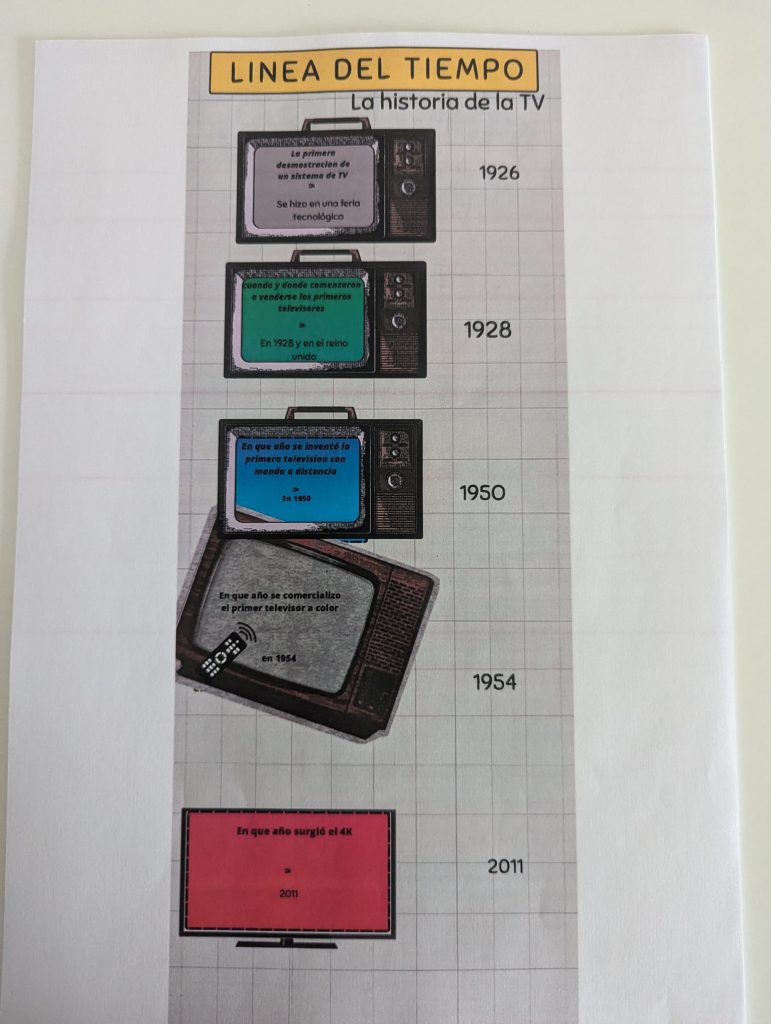 LINEA DEL TIEMPO
La historia de la TV
La primera
desmostracion de
un sistema de TV
Se hizo en una feria
tecnológica
1926
cuando y donde comenzaron
a venderse los primeros
televisores
En 1928 y en el reino
unido
1928
En que año se inventó la
primera television con
mando a distancia
En 1950
1950
En que año se comercializo
el primer televisor a color
en 1954
1954
En que año surgió el 4K
2011
2011